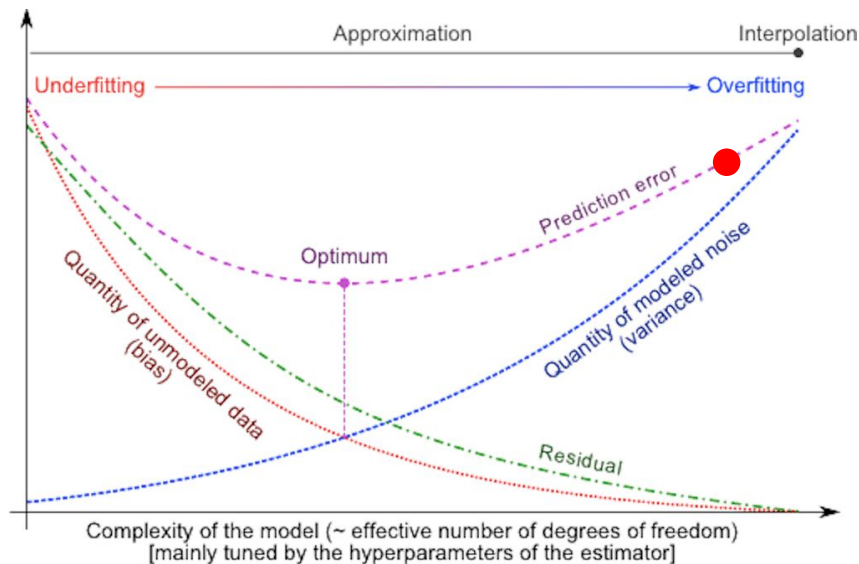 Approximation
Interpolation
Underfitting
Overfitting
Prediction error
Optimum
Quantity of unmodeled data
(bias)
Quantity of modeled noise
(variance)
Residual
Complexity of the model (~ effective number of degrees of freedom)
[mainly tuned by the hyperparameters of the estimator]